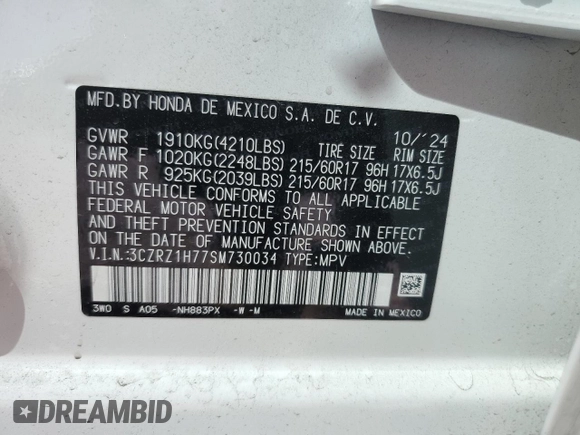 MFD.BY HONDA DE MEXICO S.A. DE C.V.
10/'24
GVWR 1910KG(4210LBS) TIRE SIZE RIM SIZE
GAWR F 1020KG(2248LBS) 215/60R17 96H 17X6.5J
GAWR R 925KG(2039LBS) 215/60R17 96H 17X6.5J
THIS VEHICLE CONFORMS TO ALL APPLICABLE
FEDERAL MOTOR VEHICLE SAFETY
AND THEFT PREVENTION STANDARDS IN EFFECT
ON THE DATE OF MANUFACTURE SHOWN ABOVE.
V.I.N.:3CZRZ1H77SM730034 TYPE:MPV
3W0 S A05 -NH883PX -W-M
MADE IN MEXICO
DREAMBID